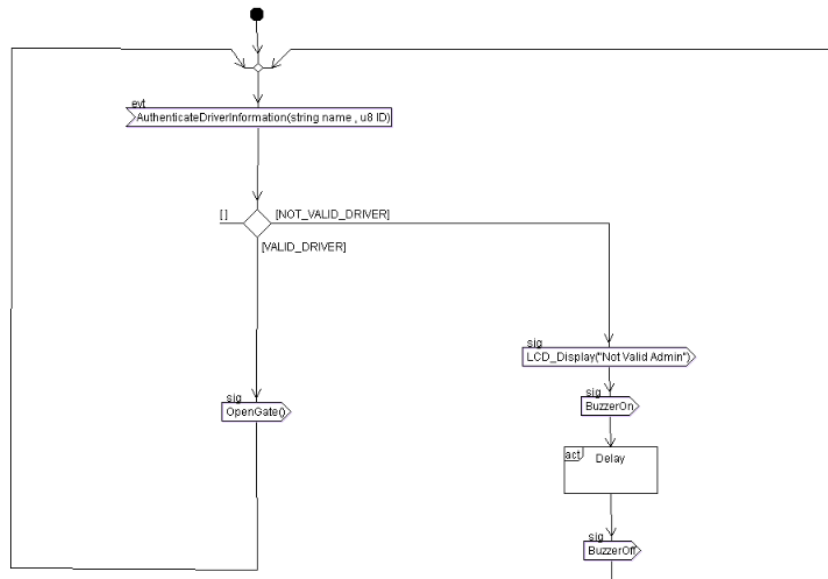 evt
AuthenticateDriverInformation(string name , u8 ID)
[ ]
[NOT_VALID_DRIVER]
[VALID_DRIVER]
sig
LCD_Display("Not Valid Admin")
sig
OpenGate()
sig
BuzzerOn
act
Delay
sig
BuzzerOff